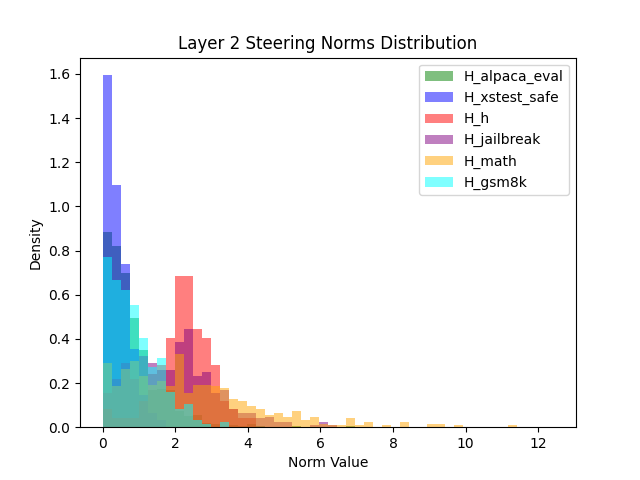 Layer 2 Steering Norms Distribution
H_alpaca_eval
H_xstest_safe
H_h
H_jailbreak
H_math
H_gsm8k
1.6
1.4
1.2
1.0
0.8
0.6
0.4
0.2
0.0
Density
0 2 4 6 8 10 12
Norm Value